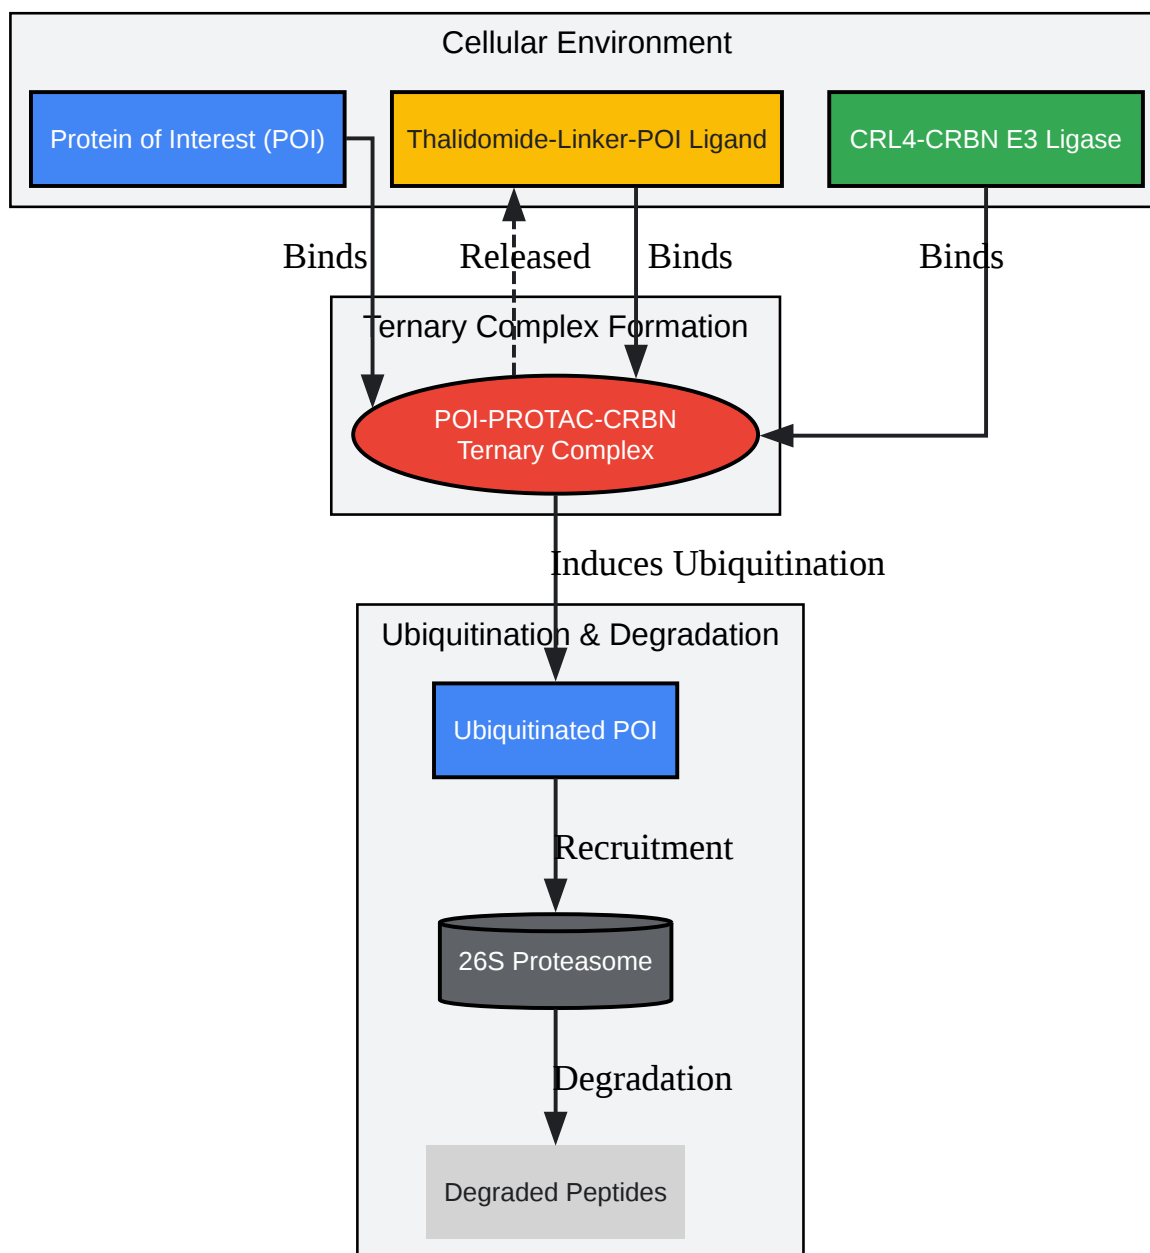 Cellular Environment
Protein of Interest (POI)
Thalidomide-Linker-POI Ligand
CRL4-CRBN E3 Ligase
Binds
Released
Binds
Binds
Ternary Complex Formation
POI-PROTAC-CRBN
Ternary Complex
Induces Ubiquitination
Ubiquitination & Degradation
Ubiquitinated POI
Recruitment
26S Proteasome
Degradation
Degraded Peptides